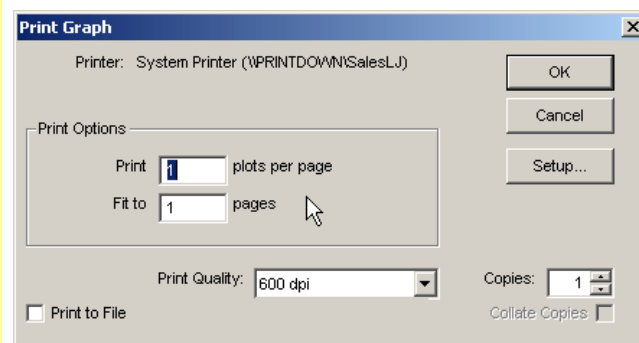 Print Graph
Printer: System Printer (\\PRINTDOWN\SalesLJ)
OK
Cancel
Setup...
Print Options
Print 1 plots per page
Fit to 1 pages
Print Quality: 600 dpi
Copies: 1
Print to File
Collate Copies